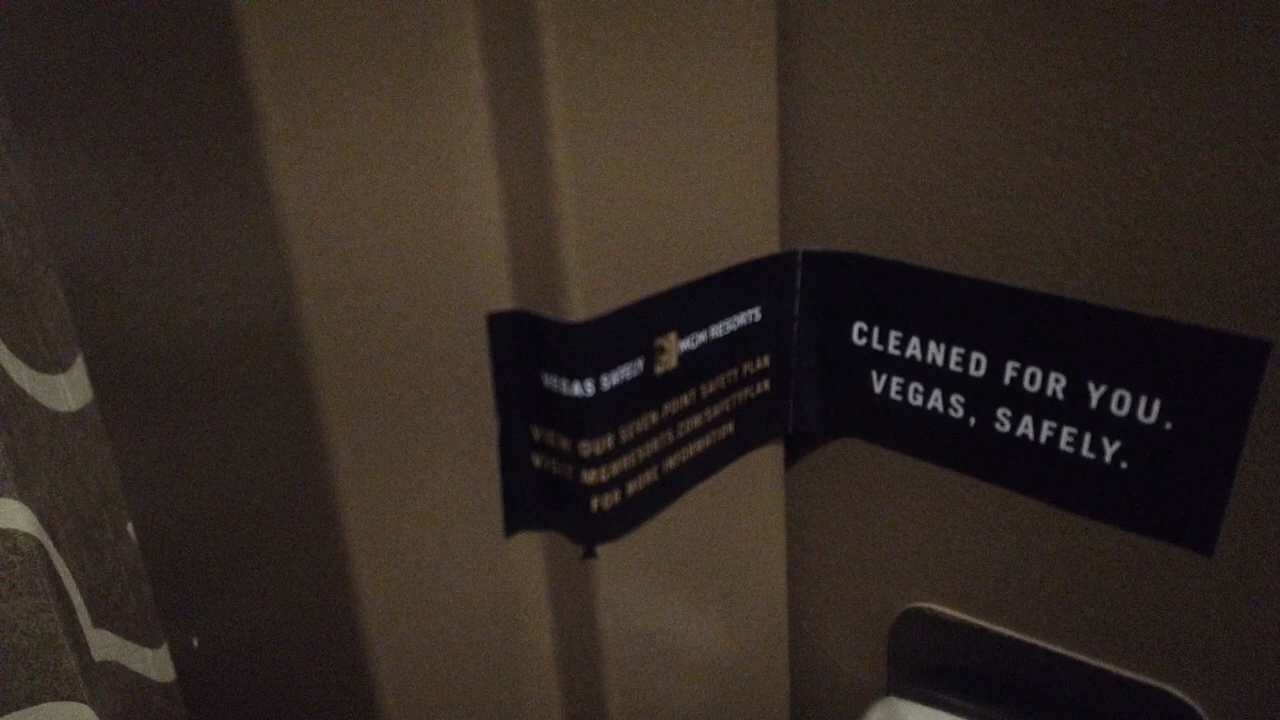 VEGAS SAFELY MGM RESORTS
VIEW OUR SEVEN-POINT SAFETY PLAN
VISIT MGMRESORTS.COM/SAFETYPLAN
FOR MORE INFORMATION
CLEANED FOR YOU.
VEGAS, SAFELY.